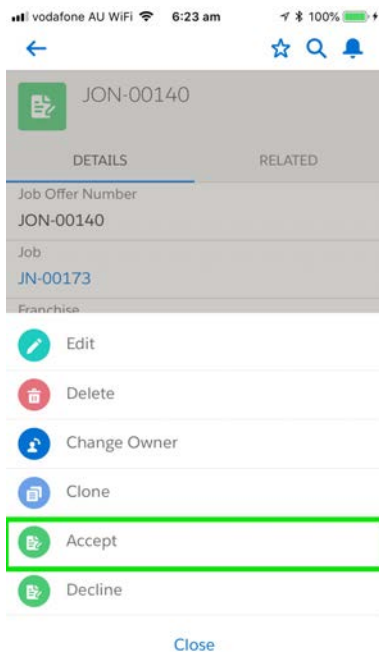 vodafone AU WiFi 6:23 am 100%
JON-00140
DETAILS RELATED
Job Offer Number
JON-00140
Job
JN-00173
Franchise
Edit
Delete
Change Owner
Clone
Accept
Decline
Close